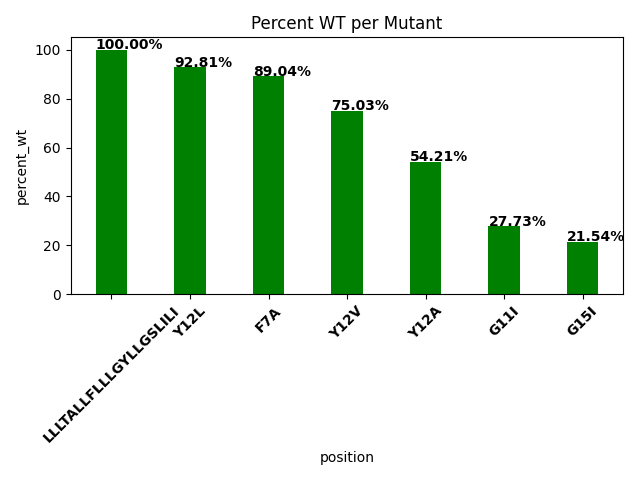 Percent WT per Mutant
percent_wt
100
80
60
40
20
0
100.00%
92.81%
89.04%
75.03%
54.21%
27.73%
21.54%
LLLTALLFLLLGYLLGSLILI
Y12L
F7A
Y12V
Y12A
G11I
G15I
position